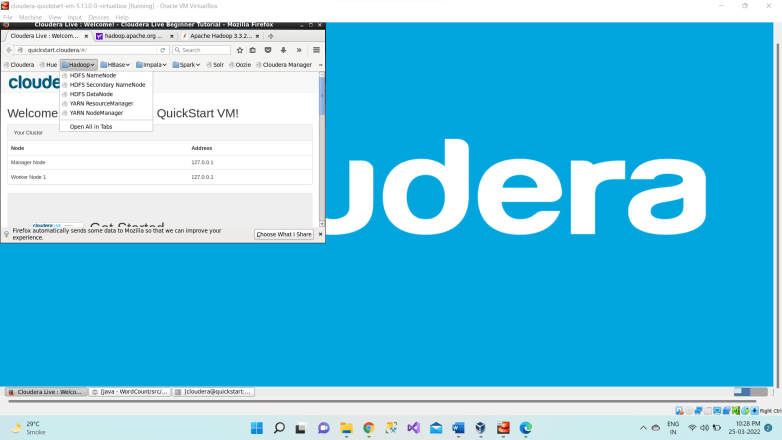 cloudera-quickstart-vm-5.13.0-0-virtualbox [Running] - Oracle VM VirtualBox
File Machine View Input Devices Help
Cloudera Live : Welcome! - Cloudera Live Beginner Tutorial - Mozilla Firefox
Cloudera Live : Welcom... hadoop.apache.org ... Apache Hadoop 3.3.2...
quickstart.cloudera/#/ Search
Cloudera Hue Hadoop HBase Impala Spark Solr Oozie Cloudera Manager
HDFS NameNode
HDFS Secondary NameNode
HDFS DataNode
YARN ResourceManager
YARN NodeManager
Open All in Tabs
cloude
Welcome QuickStart VM!
Your Cluster
Node Address
Manager Node 127.0.0.1
Worker Node 1 127.0.0.1
cloudera LIVE Get Started
Firefox automatically sends some data to Mozilla so that we can improve your
experience.
Choose What I Share
udera
Cloudera Live : Welco... [Java - WordCount/src/... [cloudera@quickstart:...
Right Ctrl
29°C
Smoke
ENG
IN
10:28 PM
25-03-2022
2